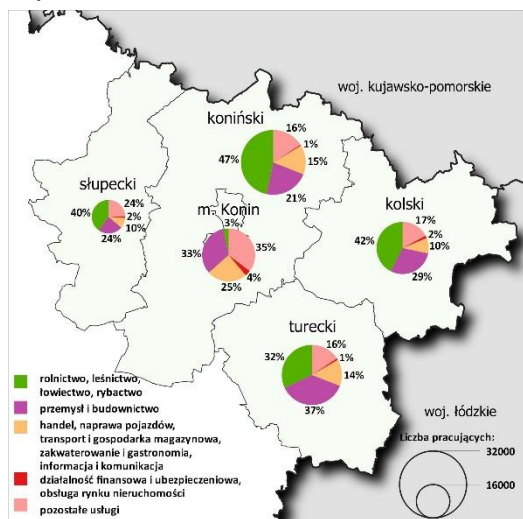 woj. kujawsko-pomorskie
koniński
16%
1%
15%
21%
47%
słupecki
24%
2%
10%
24%
40%
m. Konin
3%
35%
4%
25%
33%
kolski
17%
2%
10%
29%
42%
turecki
16%
1%
14%
37%
32%
woj. łódzkie
rolnictwo, leśnictwo,
łowiectwo, rybactwo
przemysł i budownictwo
handel, naprawa pojazdów,
transport i gospodarka magazynowa,
zakwaterowanie i gastronomia,
informacja i komunikacja
działalność finansowa i ubezpieczeniowa,
obsługa rynku nieruchomości
pozostałe usługi
Liczba pracujących:
32000
16000